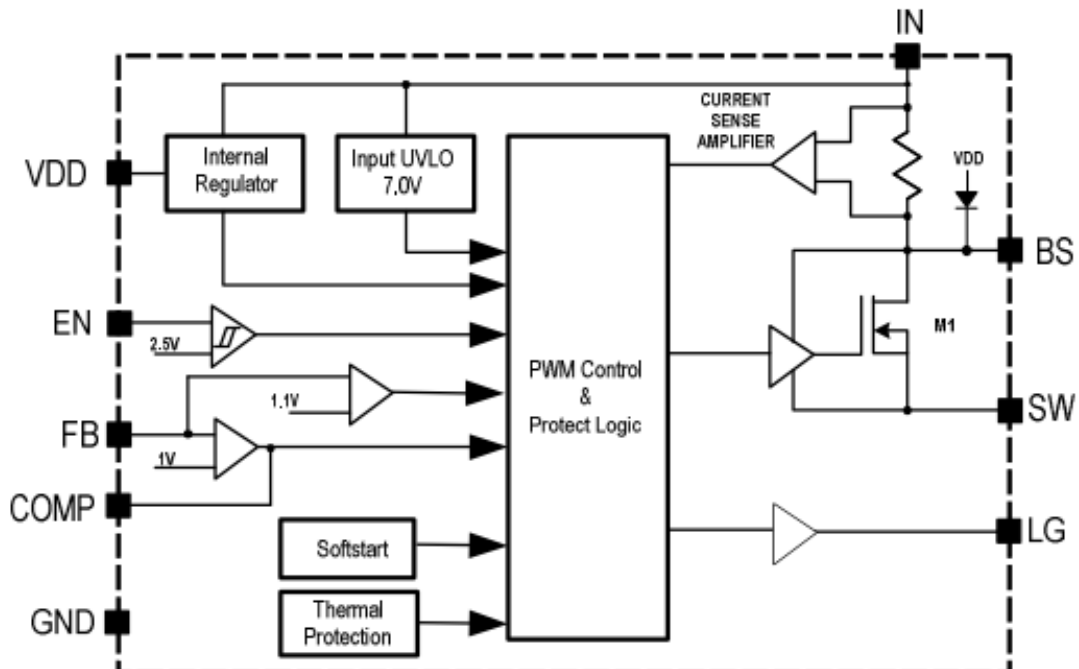 IN
CURRENT
SENSE
AMPLIFIER
VDD
Internal
Regulator
Input UVLO
7.0V
VDD
BS
EN
2.5V
M1
PWM Control
&
Protect Logic
1.1V
FB
1V
SW
COMP
Softstart
LG
GND
Thermal
Protection